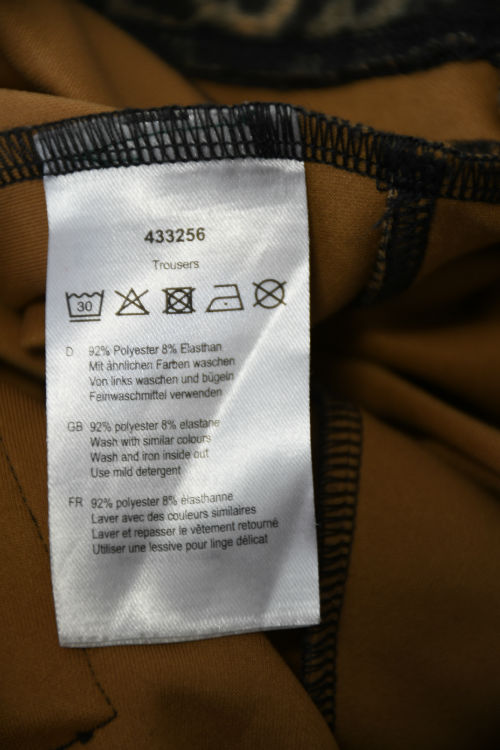 433256
Trousers
30
D 92% Polyester 8% Elasthan
Mit ähnlichen Farben waschen
Von links waschen und bügeln
Feinwaschmittel verwenden
GB 92% polyester 8% elastane
Wash with similar colours
Wash and iron inside out
Use mild detergent
FR 92% polyester 8% élasthanne
Laver avec des couleurs similaires
Laver et repasser le vêtement retourné
Utiliser une lessive pour linge délicat